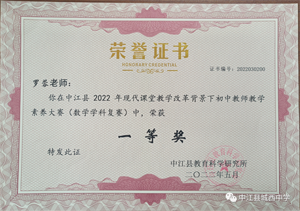 荣誉证书
HONORARY CREDENTIAL
证书编号：2022030200
罗蓉老师：
你在中江县 2022 年现代课堂教学改革背景下初中教师教学
素养大赛（数学学科复赛）中，荣获
一等奖
特发此证
中江县教育科学研究所
二〇二二年五月
中江县城西中学